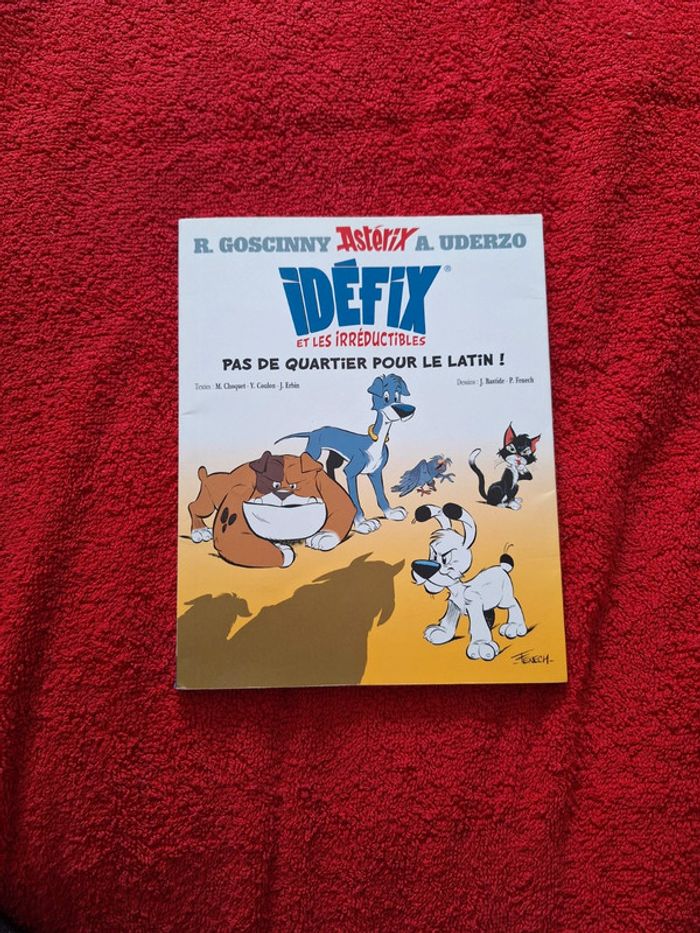 R. GOSCINNY Astérix A. UDERZO
IDÉFIX®
ET LES IRRÉDUCTIBLES
PAS DE QUARTIER POUR LE LATIN !
Textes : M. Choquet - Y. Coulon - J. Erbin
Dessins : J. Bastide - P. Fenech
FENECH